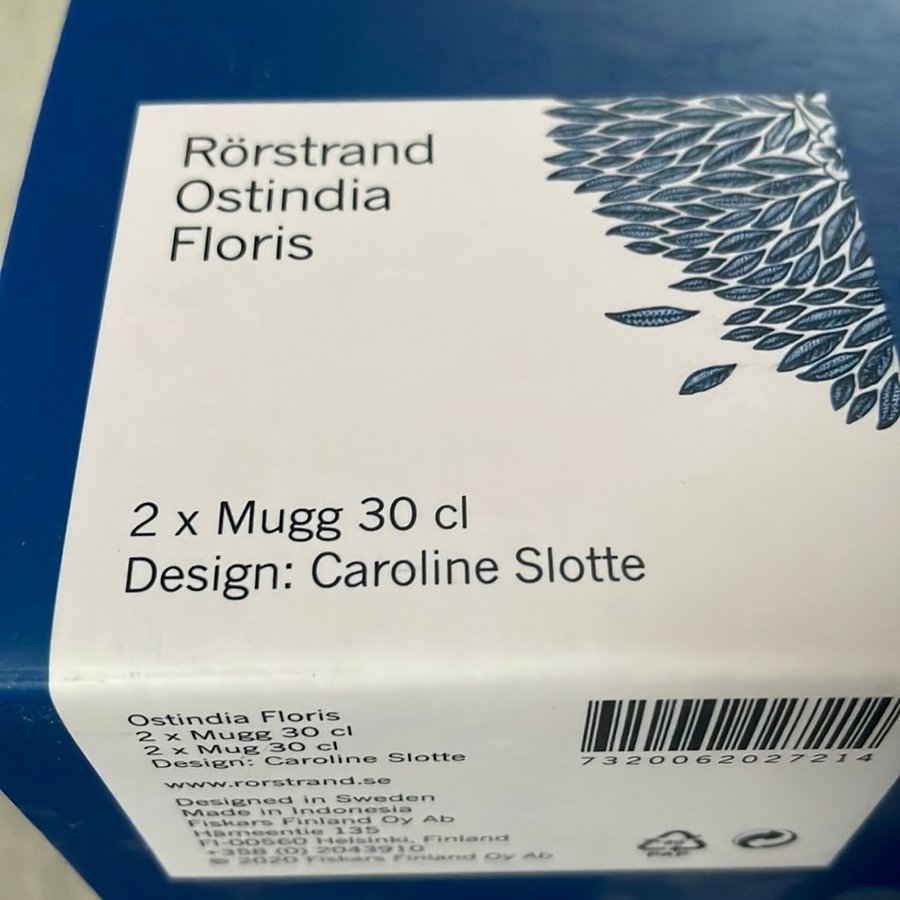 Rörstrand
Ostindia
Floris
2 x Mugg 30 cl
Design: Caroline Slotte
Ostindia Floris
2 x Mugg 30 cl
2 x Mug 30 cl
Design: Caroline Slotte
www.rorstrand.se
Designed in Sweden
Made in Indonesia
Fiskars Finland Oy Ab
Hämeentie 135
FI-00560 Helsinki, Finland
+358 (0) 2043910
© 2020 Fiskars Finland Oy Ab
7320062027214
PAP